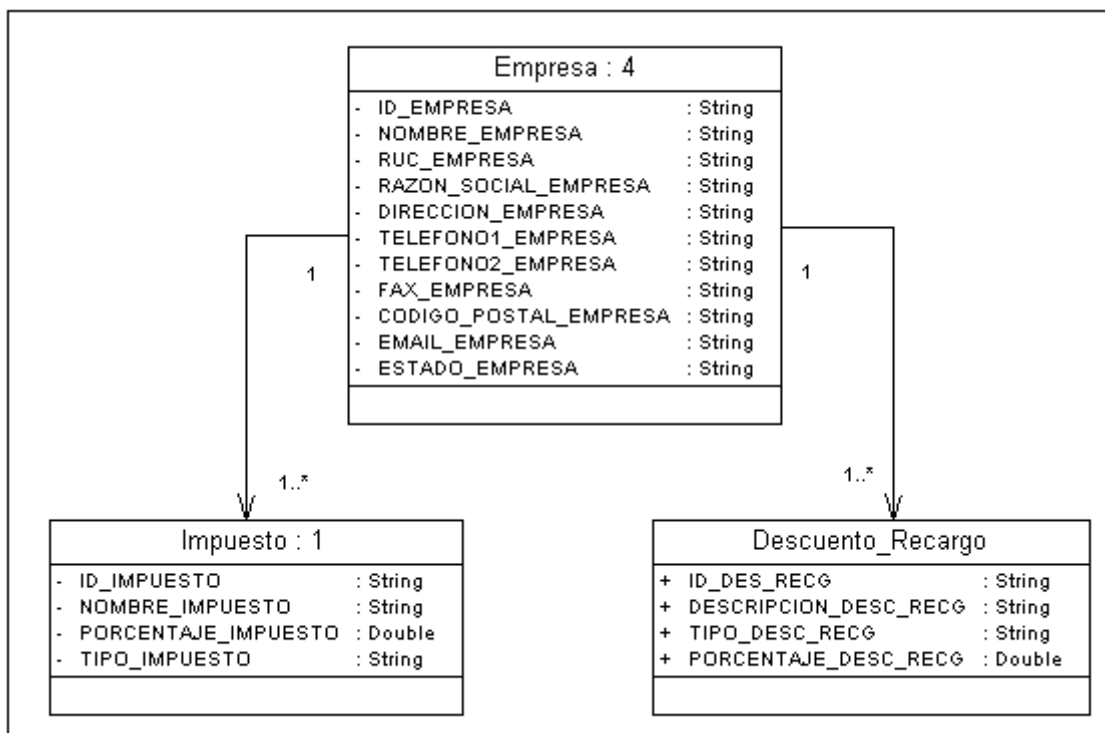 Empresa : 4
- ID_EMPRESA : String
- NOMBRE_EMPRESA : String
- RUC_EMPRESA : String
- RAZON_SOCIAL_EMPRESA : String
- DIRECCION_EMPRESA : String
- TELEFONO1_EMPRESA : String
- TELEFONO2_EMPRESA : String
- FAX_EMPRESA : String
- CODIGO_POSTAL_EMPRESA : String
- EMAIL_EMPRESA : String
- ESTADO_EMPRESA : String
1
1
1..*
1..*
Impuesto : 1
- ID_IMPUESTO : String
- NOMBRE_IMPUESTO : String
- PORCENTAJE_IMPUESTO : Double
- TIPO_IMPUESTO : String
Descuento_Recargo
+ ID_DES_RECG : String
+ DESCRIPCION_DESC_RECG : String
+ TIPO_DESC_RECG : String
+ PORCENTAJE_DESC_RECG : Double